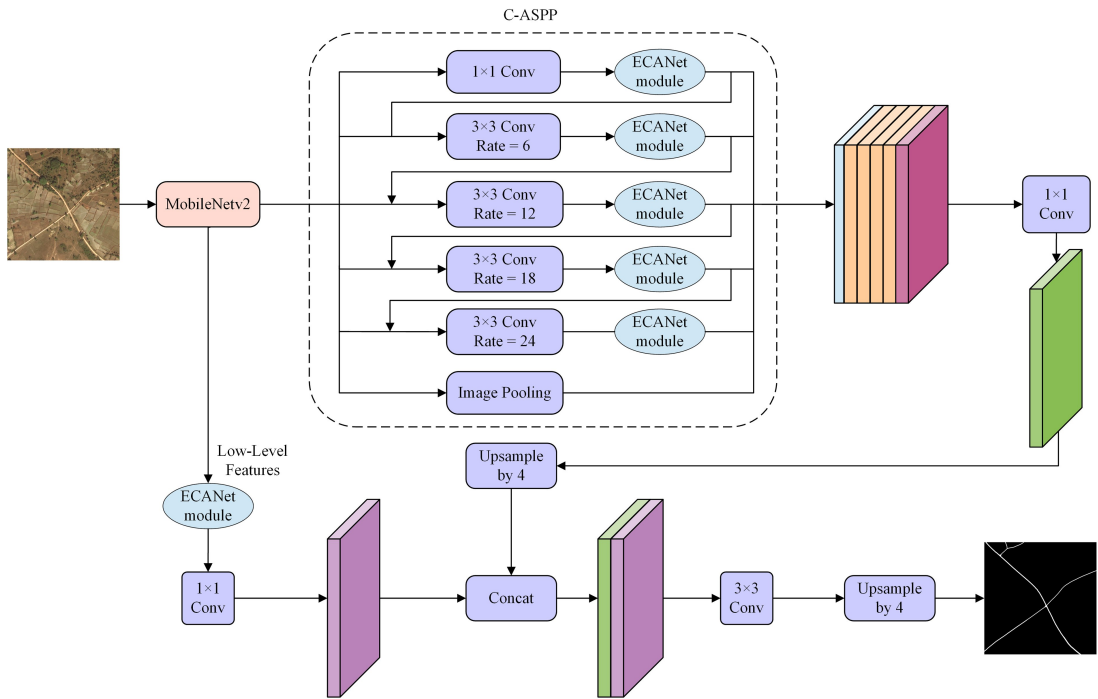 C-ASPP
1×1 Conv
ECANet
module
3×3 Conv
Rate = 6
ECANet
module
MobileNetv2
3×3 Conv
Rate = 12
ECANet
module
1×1
Conv
3×3 Conv
Rate = 18
ECANet
module
3×3 Conv
Rate = 24
ECANet
module
Image Pooling
Low-Level
Features
Upsample
by 4
ECANet
module
1×1
Conv
Concat
3×3
Conv
Upsample
by 4